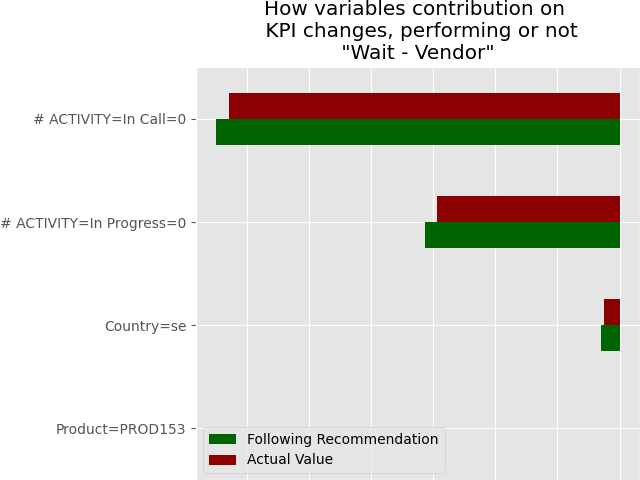 How variables contribution on
KPI changes, performing or not
"Wait - Vendor"
# ACTIVITY=In Call=0
# ACTIVITY=In Progress=0
Country=se
Product=PROD153
Following Recommendation
Actual Value